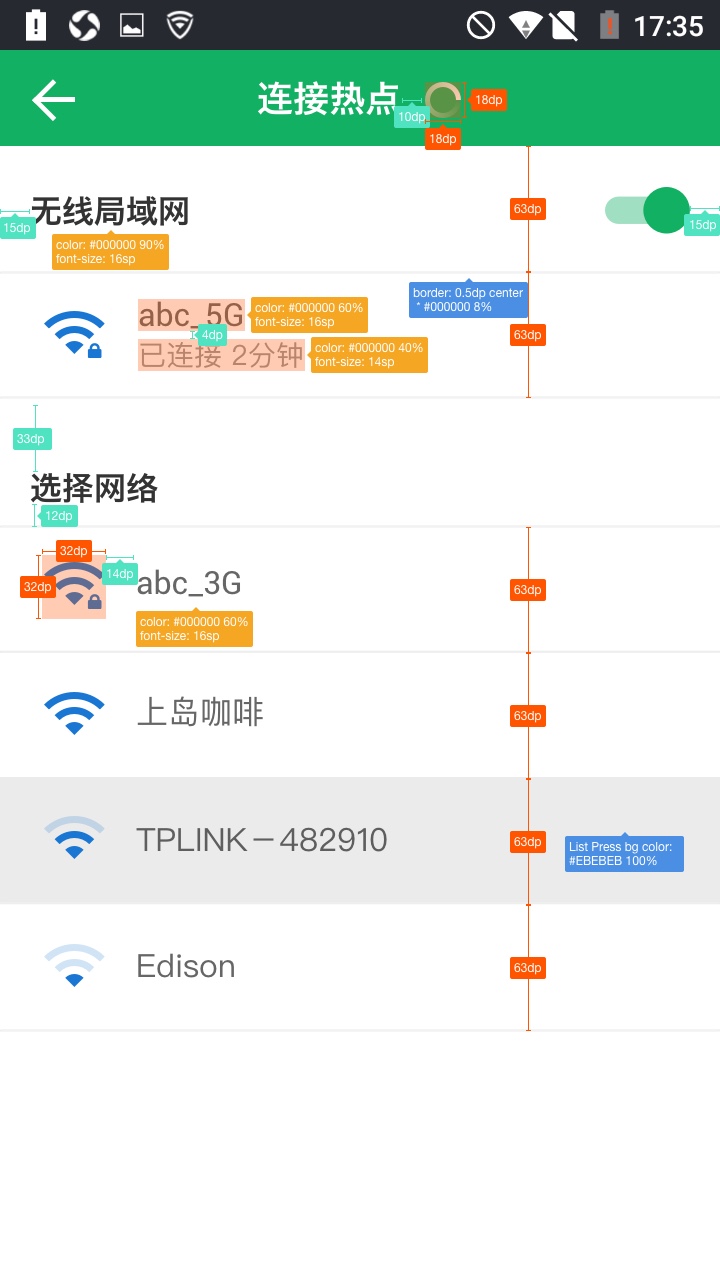 17:35
连接热点
10dp
18dp
18dp
无线局域网
15dp
15dp
63dp
color: #000000 90%
font-size: 16sp
abc_5G
color: #000000 60%
font-size: 16sp
border: 0.5dp center
* #000000 8%
4dp
63dp
已连接 2分钟
color: #000000 40%
font-size: 14sp
33dp
选择网络
12dp
32dp
32dp
14dp
abc_3G
63dp
color: #000000 60%
font-size: 16sp
上岛咖啡
63dp
TPLINK－482910
63dp
List Press bg color:
#EBEBEB 100%
Edison
63dp